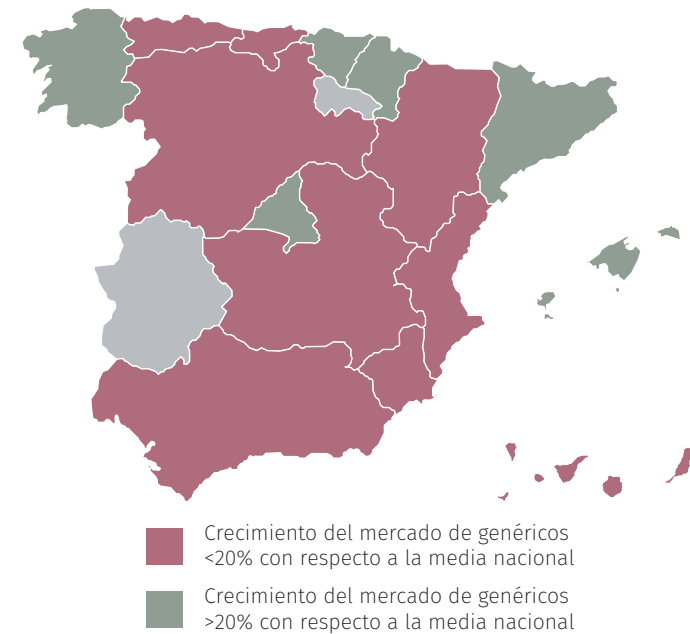 Crecimiento del mercado de genéricos
<20% con respecto a la media nacional
Crecimiento del mercado de genéricos
>20% con respecto a la media nacional